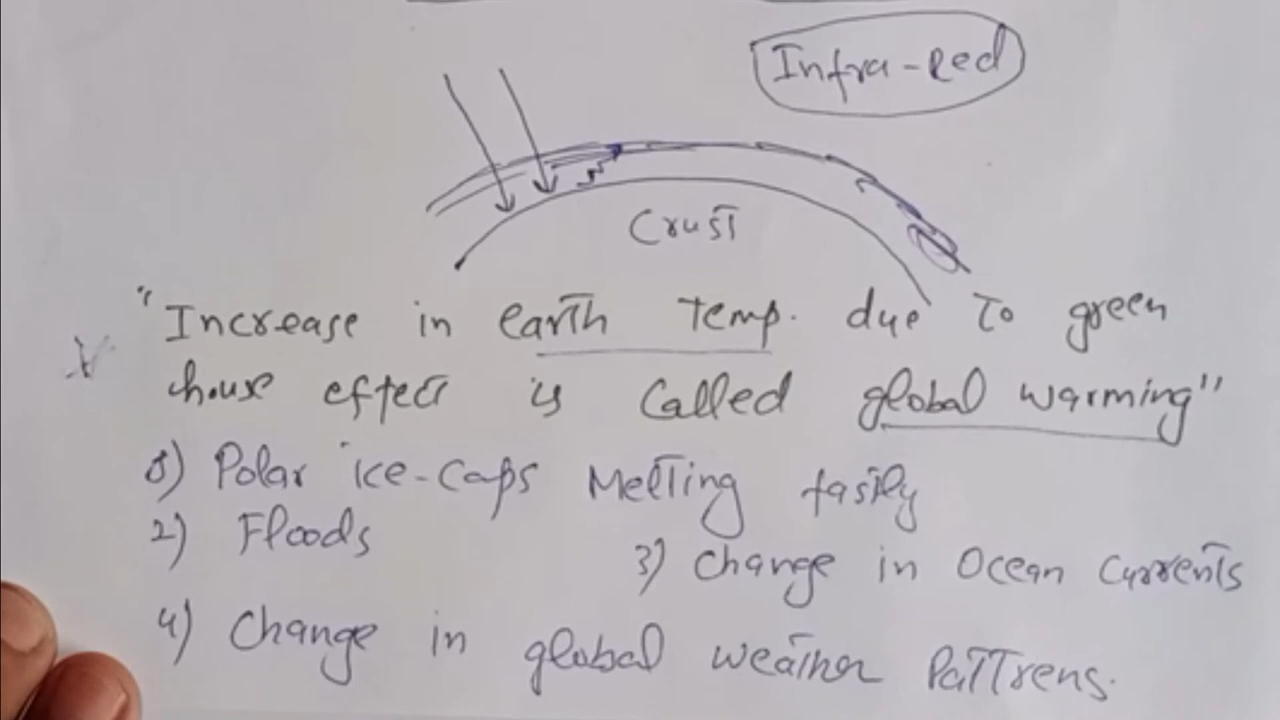 Infra-Red
Crust
"Increase in earth Temp. due To green
house effect is Called global warming"
1) Polar ice-Caps Melting fastly
2) Floods
3) Change in Ocean Currents
4) Change in global weather PaTTrens.